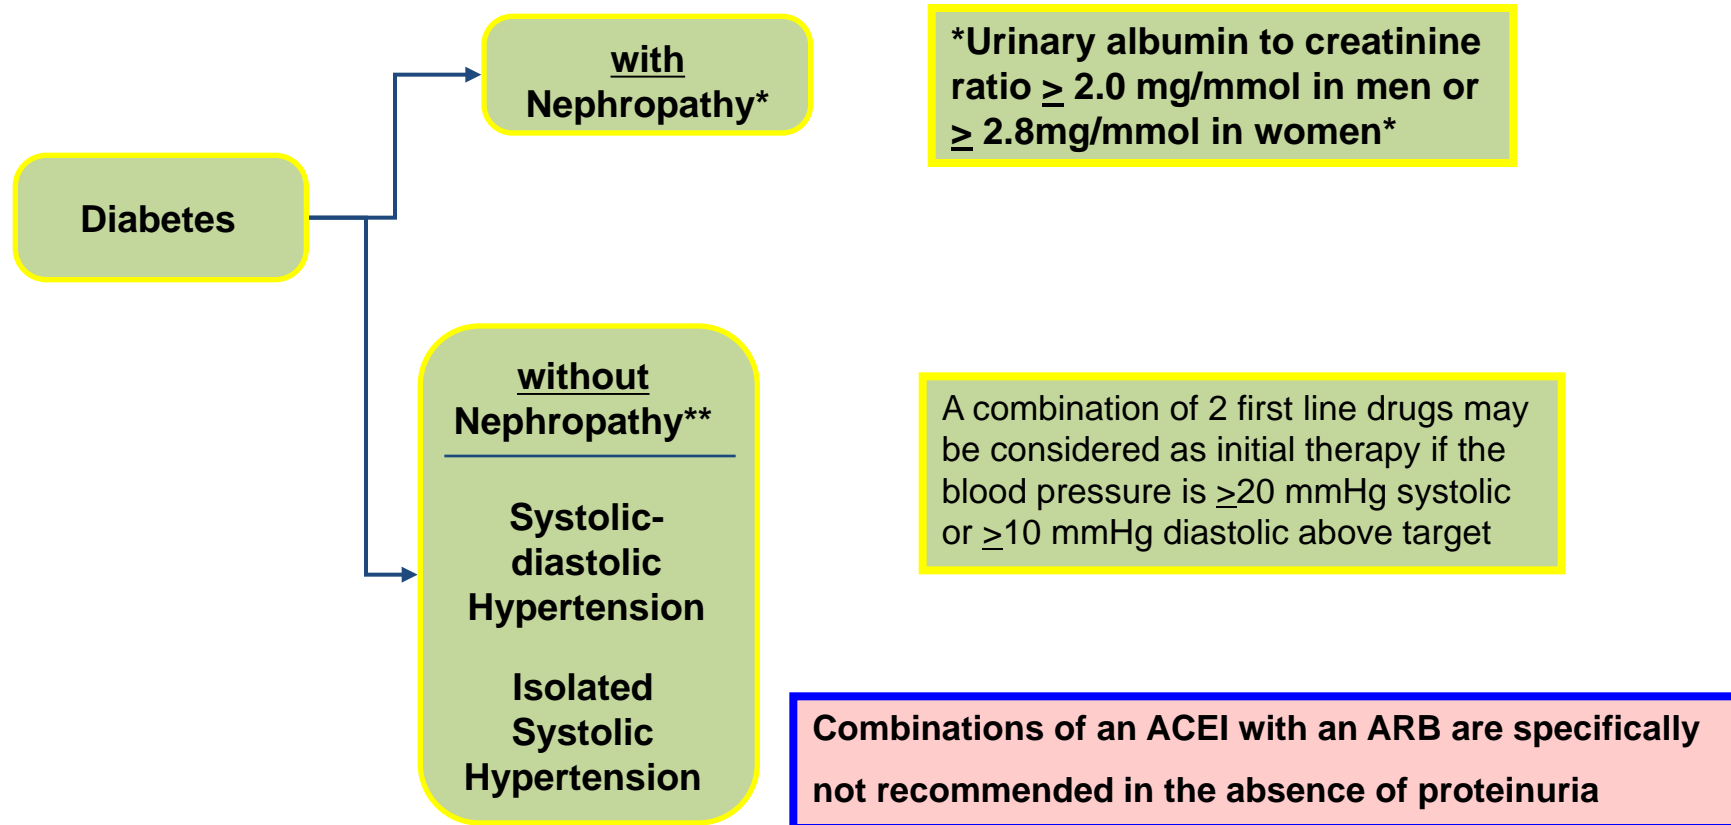 with
Nephropathy*
*Urinary albumin to creatinine
ratio ≥ 2.0 mg/mmol in men or
≥ 2.8mg/mmol in women*
Diabetes
without
Nephropathy**
Systolic-
diastolic
Hypertension
Isolated
Systolic
Hypertension
A combination of 2 first line drugs may
be considered as initial therapy if the
blood pressure is ≥20 mmHg systolic
or ≥10 mmHg diastolic above target
Combinations of an ACEI with an ARB are specifically
not recommended in the absence of proteinuria